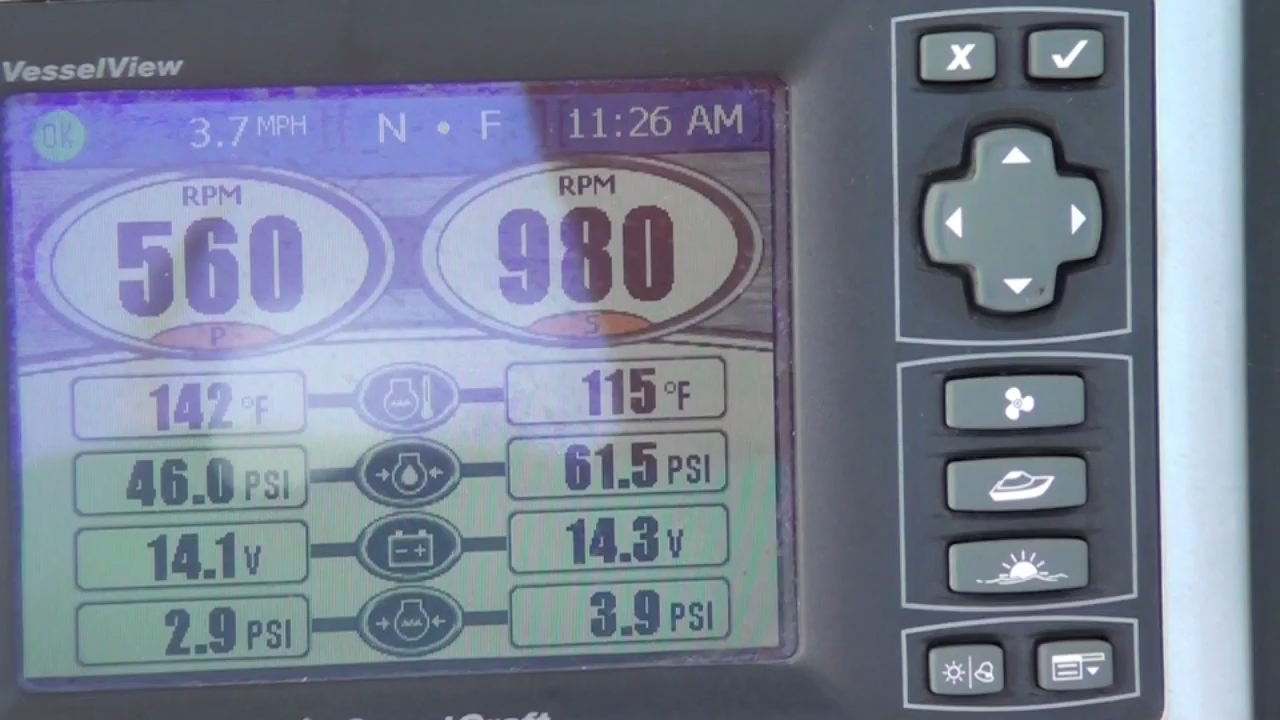 VesselView
OK 3.7 MPH N • F 11:26 AM
RPM RPM
560 980
P S
142 °F 115 °F
46.0 PSI 61.5 PSI
14.1 V 14.3 V
2.9 PSI 3.9 PSI